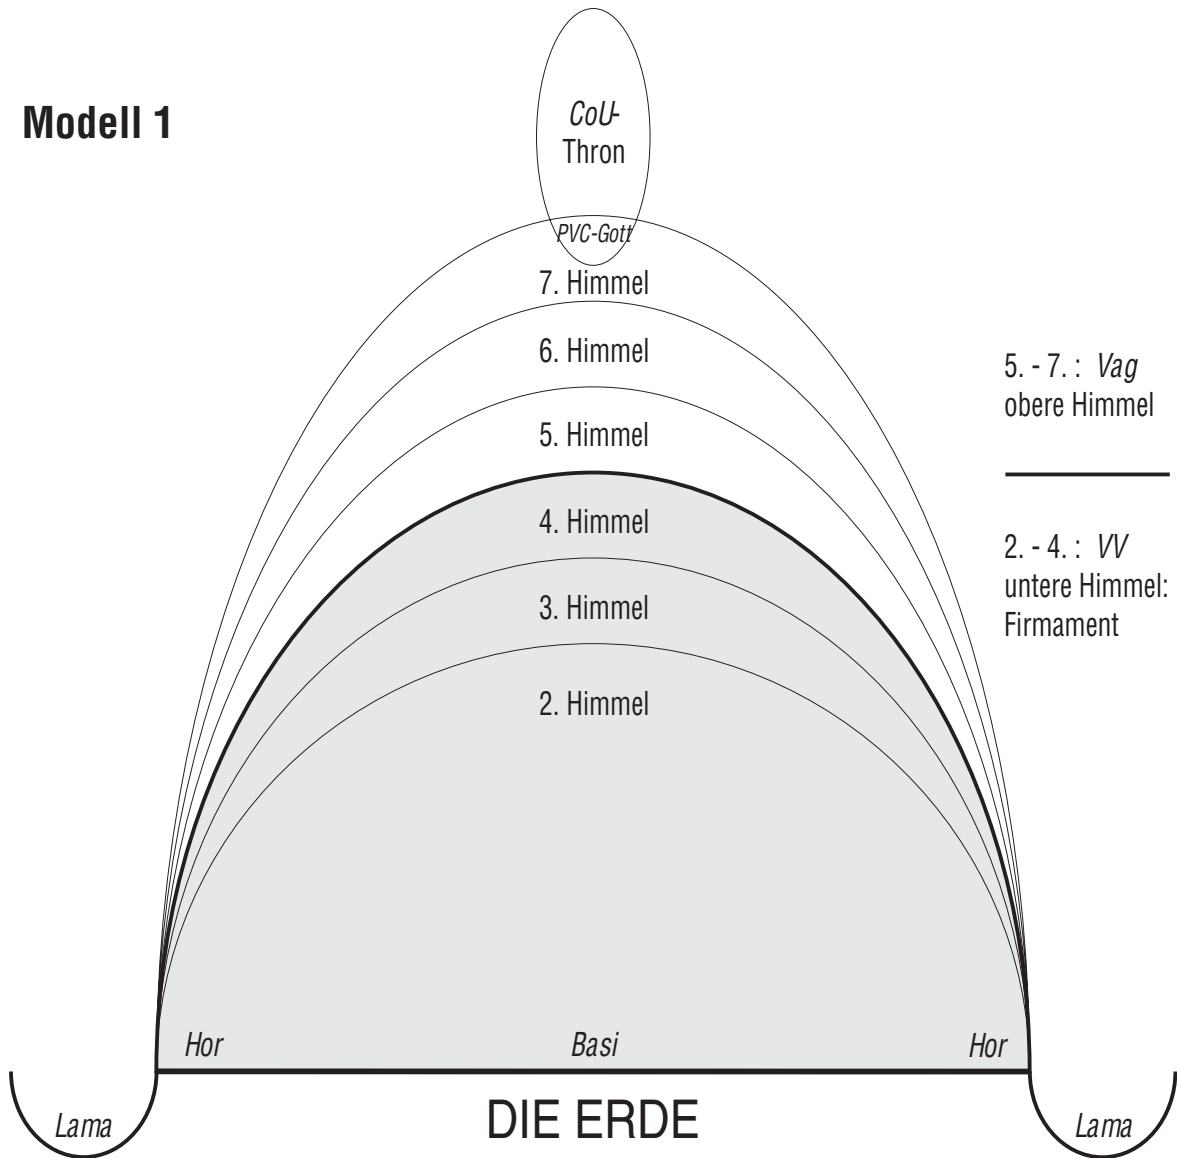 Modell 1
CoU-
Thron
PVC-Gott
7. Himmel
6. Himmel
5. Himmel
4. Himmel
3. Himmel
2. Himmel
5. - 7. : Vag
obere Himmel
2. - 4. : VV
untere Himmel:
Firmament
Hor
Basi
Hor
Lama
DIE ERDE
Lama